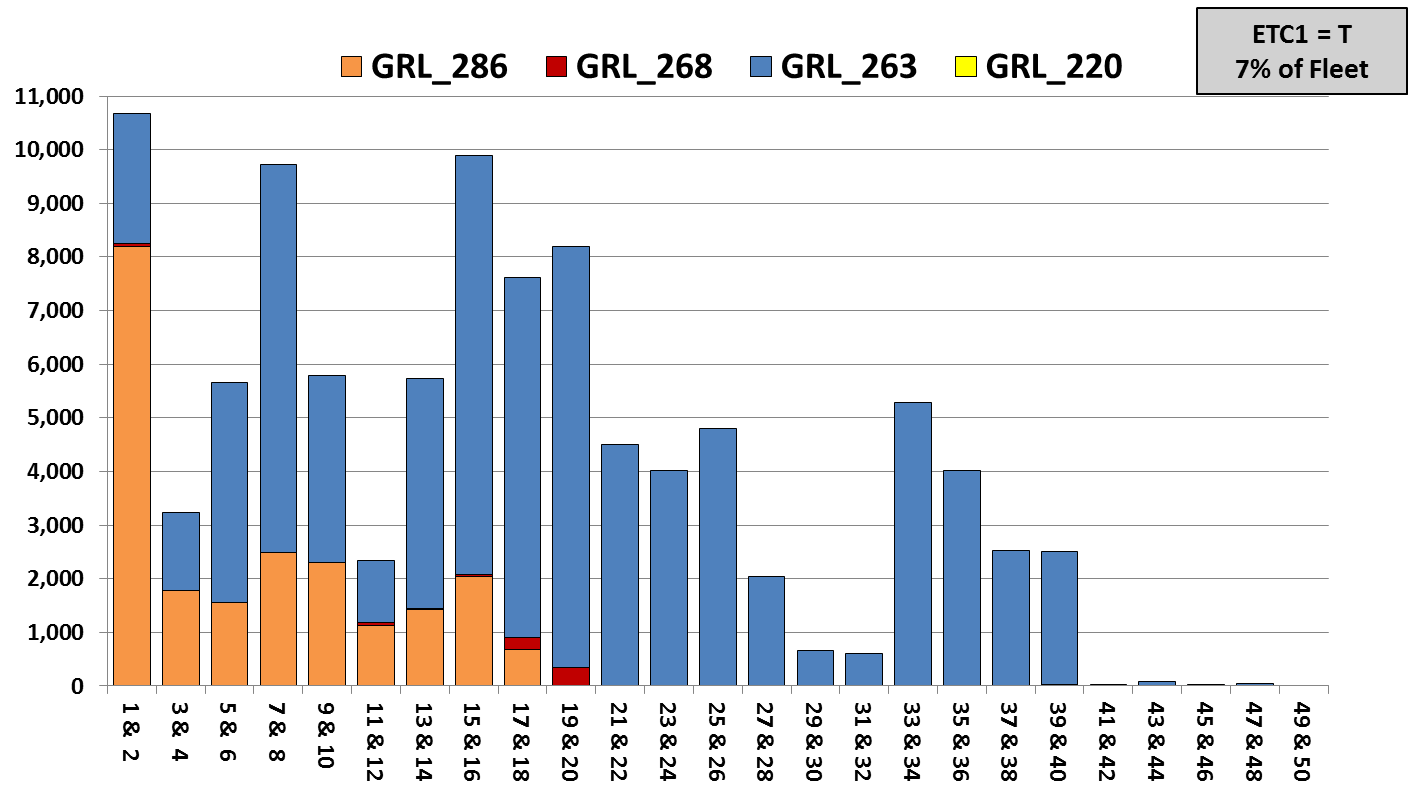 ETC1 = T
7% of Fleet
GRL_286 GRL_268 GRL_263 GRL_220
11,000
10,000
9,000
8,000
7,000
6,000
5,000
4,000
3,000
2,000
1,000
0
1 & 2
3 & 4
5 & 6
7 & 8
9 & 10
11 & 12
13 & 14
15 & 16
17 & 18
19 & 20
21 & 22
23 & 24
25 & 26
27 & 28
29 & 30
31 & 32
33 & 34
35 & 36
37 & 38
39 & 40
41 & 42
43 & 44
45 & 46
47 & 48
49 & 50